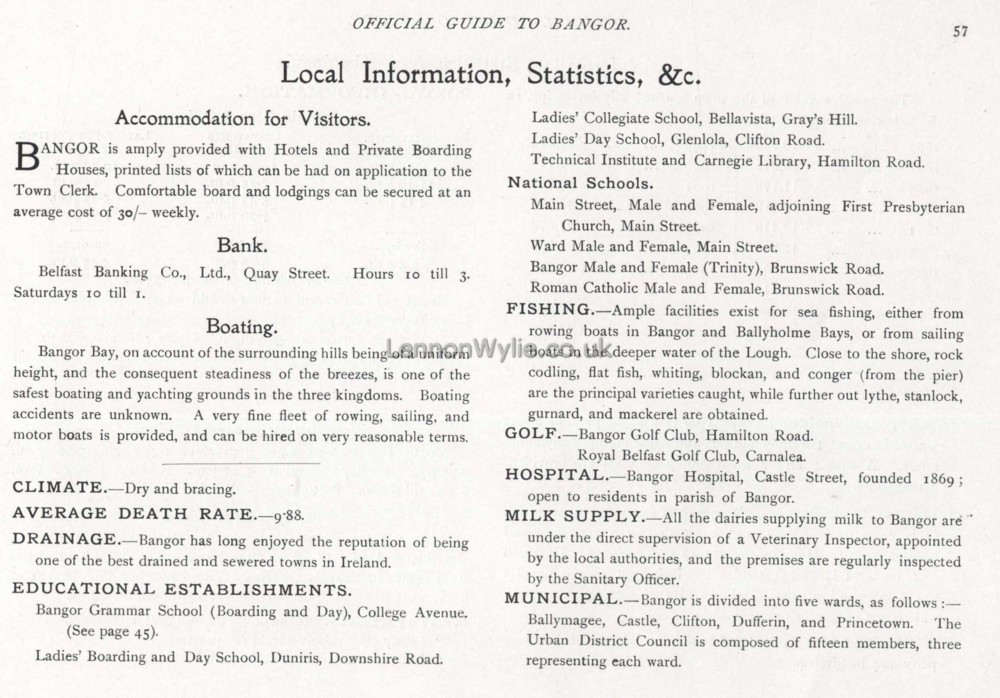 OFFICIAL GUIDE TO BANGOR.
57
Local Information, Statistics, &c.
Accommodation for Visitors.
BANGOR is amply provided with Hotels and Private Boarding
Houses, printed lists of which can be had on application to the
Town Clerk. Comfortable board and lodgings can be secured at an
average cost of 30/- weekly.
Bank.
Belfast Banking Co., Ltd., Quay Street. Hours 10 till 3.
Saturdays 10 till 1.
Boating.
Bangor Bay, on account of the surrounding hills being of a uniform
height, and the consequent steadiness of the breezes, is one of the
safest boating and yachting grounds in the three kingdoms. Boating
accidents are unknown. A very fine fleet of rowing, sailing, and
motor boats is provided, and can be hired on very reasonable terms.
CLIMATE.—Dry and bracing.
AVERAGE DEATH RATE.—9·88.
DRAINAGE.—Bangor has long enjoyed the reputation of being
one of the best drained and sewered towns in Ireland.
EDUCATIONAL ESTABLISHMENTS.
Bangor Grammar School (Boarding and Day), College Avenue.
(See page 45).
Ladies' Boarding and Day School, Duniris, Downshire Road.
Ladies' Collegiate School, Bellavista, Gray's Hill.
Ladies' Day School, Glenlola, Clifton Road.
Technical Institute and Carnegie Library, Hamilton Road.
National Schools.
Main Street, Male and Female, adjoining First Presbyterian
Church, Main Street.
Ward Male and Female, Main Street.
Bangor Male and Female (Trinity), Brunswick Road.
Roman Catholic Male and Female, Brunswick Road.
FISHING.—Ample facilities exist for sea fishing, either from
rowing boats in Bangor and Ballyholme Bays, or from sailing
boats in the deeper water of the Lough. Close to the shore, rock
codling, flat fish, whiting, blockan, and conger (from the pier)
are the principal varieties caught, while further out lythe, stanlock,
gurnard, and mackerel are obtained.
GOLF.—Bangor Golf Club, Hamilton Road.
Royal Belfast Golf Club, Carnalea.
HOSPITAL.—Bangor Hospital, Castle Street, founded 1869;
open to residents in parish of Bangor.
MILK SUPPLY.—All the dairies supplying milk to Bangor are
under the direct supervision of a Veterinary Inspector, appointed
by the local authorities, and the premises are regularly inspected
by the Sanitary Officer.
MUNICIPAL.—Bangor is divided into five wards, as follows :—
Ballymagee, Castle, Clifton, Dufferin, and Princetown. The
Urban District Council is composed of fifteen members, three
representing each ward.
LennonWylie.co.uk